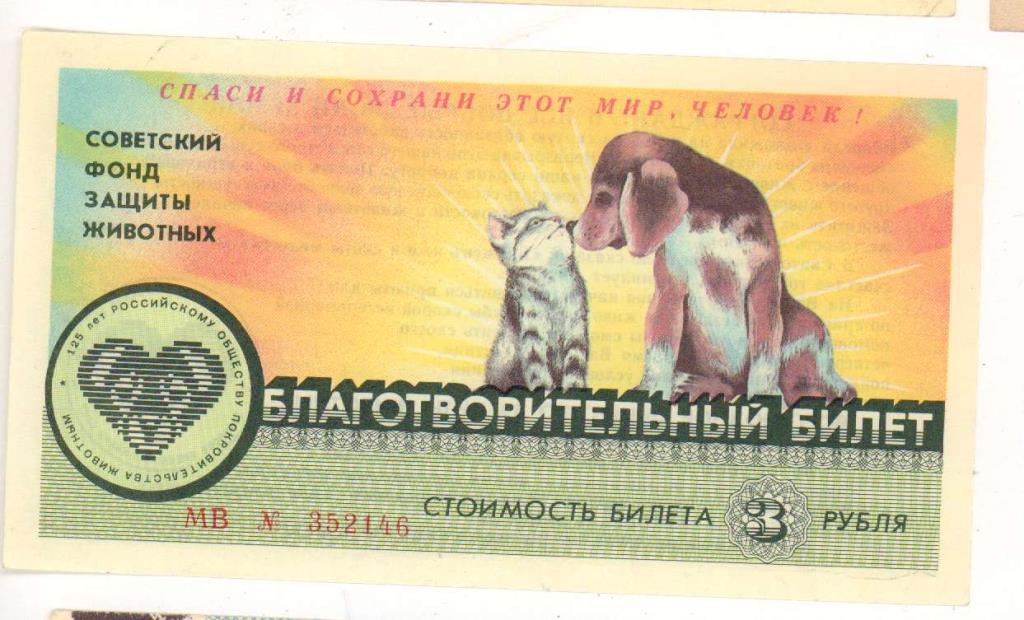 СПАСИ И СОХРАНИ ЭТОТ МИР, ЧЕЛОВЕК!
СОВЕТСКИЙ
ФОНД
ЗАЩИТЫ
ЖИВОТНЫХ
* 125 лет РОССИЙСКОМУ ОБЩЕСТВУ ПОКРОВИТЕЛЬСТВА ЖИВОТНЫМ
БЛАГОТВОРИТЕЛЬНЫЙ БИЛЕТ
МВ № 352146
СТОИМОСТЬ БИЛЕТА 3 РУБЛЯ